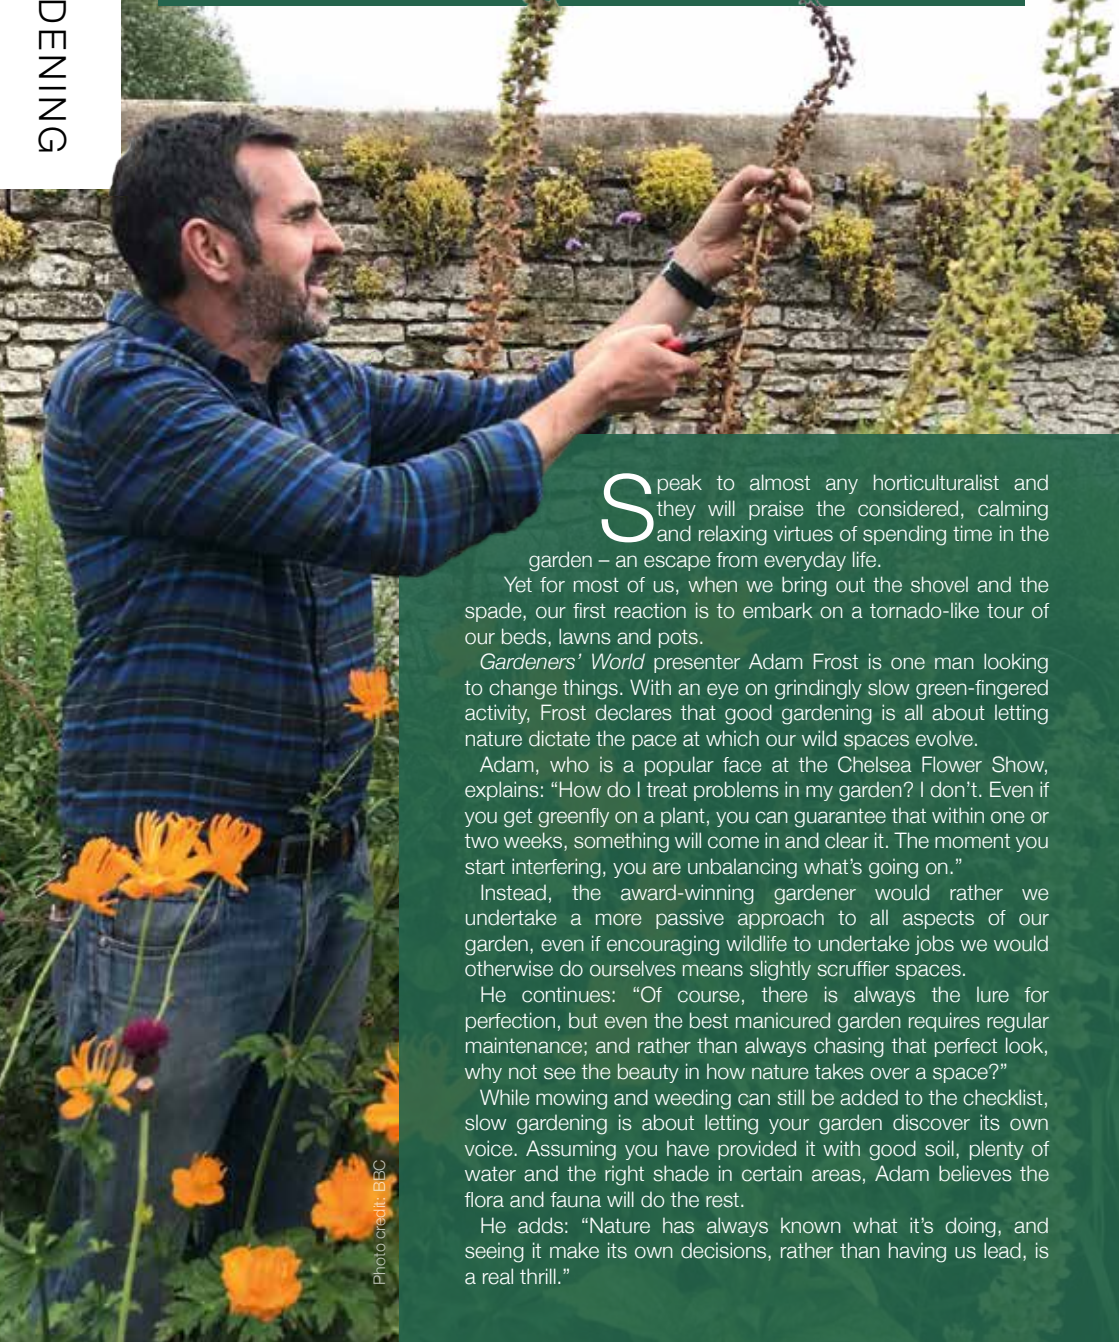 DENING
Speak to almost any horticulturalist and
they will praise the considered, calming
and relaxing virtues of spending time in the
garden – an escape from everyday life.
Yet for most of us, when we bring out the shovel and the
spade, our first reaction is to embark on a tornado-like tour of
our beds, lawns and pots.
Gardeners’ World presenter Adam Frost is one man looking
to change things. With an eye on grindingly slow green-fingered
activity, Frost declares that good gardening is all about letting
nature dictate the pace at which our wild spaces evolve.
Adam, who is a popular face at the Chelsea Flower Show,
explains: “How do I treat problems in my garden? I don’t. Even if
you get greenfly on a plant, you can guarantee that within one or
two weeks, something will come in and clear it. The moment you
start interfering, you are unbalancing what’s going on.”
Instead, the award-winning gardener would rather we
undertake a more passive approach to all aspects of our
garden, even if encouraging wildlife to undertake jobs we would
otherwise do ourselves means slightly scruffier spaces.
He continues: “Of course, there is always the lure for
perfection, but even the best manicured garden requires regular
maintenance; and rather than always chasing that perfect look,
why not see the beauty in how nature takes over a space?”
While mowing and weeding can still be added to the checklist,
slow gardening is about letting your garden discover its own
voice. Assuming you have provided it with good soil, plenty of
water and the right shade in certain areas, Adam believes the
flora and fauna will do the rest.
He adds: “Nature has always known what it’s doing, and
seeing it make its own decisions, rather than having us lead, is
a real thrill.”
Photo credit: BBC